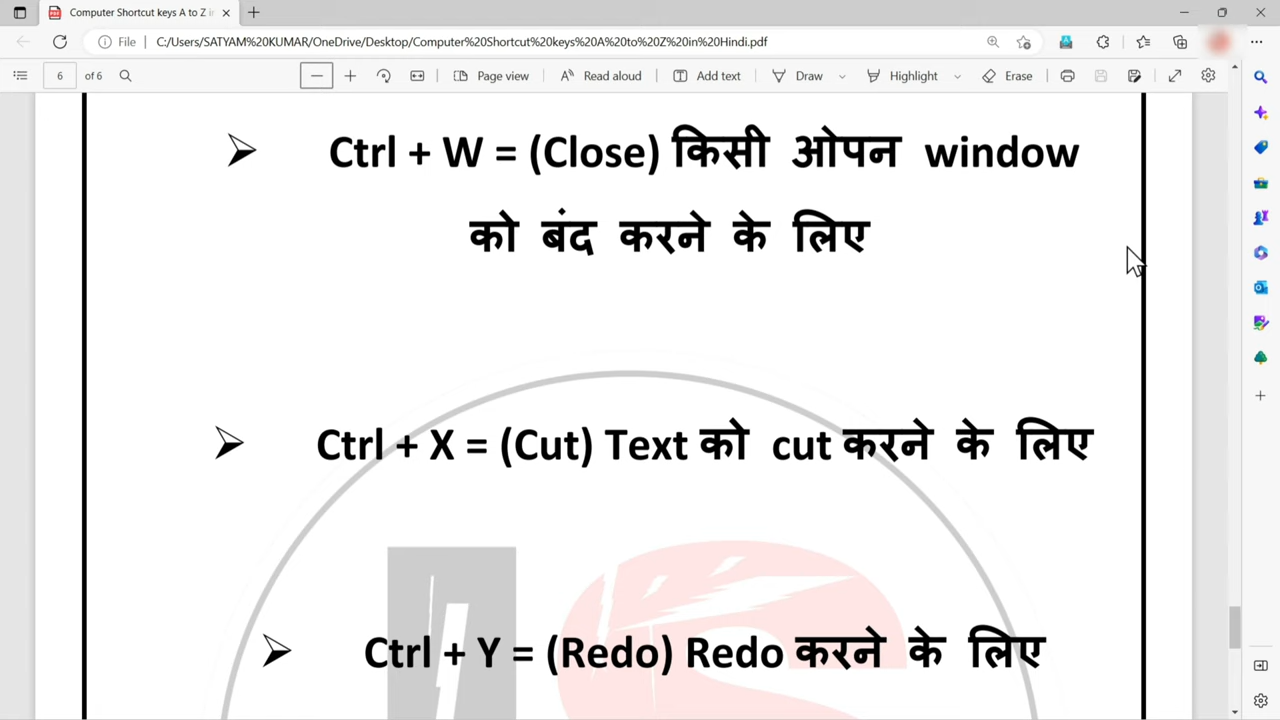 Computer Shortcut keys A to Z i
File | C:/Users/SATYAM%20KUMAR/OneDrive/Desktop/Computer%20Shortcut%20keys%20A%20to%20Z%20in%20Hindi.pdf
6 of 6 Page view Read aloud Add text Draw Highlight Erase
➢ Ctrl + W = (Close) किसी ओपन window
को बंद करने के लिए
➢ Ctrl + X = (Cut) Text को cut करने के लिए
➢ Ctrl + Y = (Redo) Redo करने के लिए